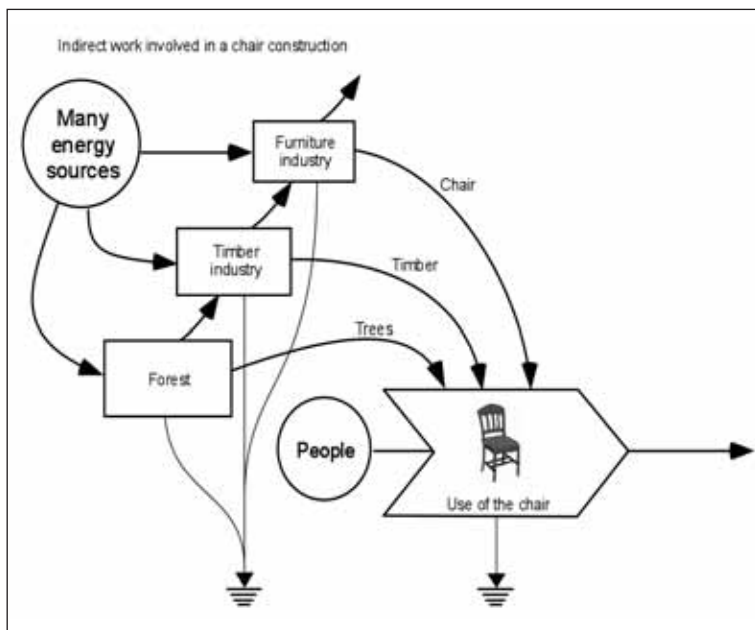 Indirect work involved in a chair construction
Many
energy
sources
Furniture
industry
Chair
Timber
industry
Timber
Trees
Forest
People
Use of the chair